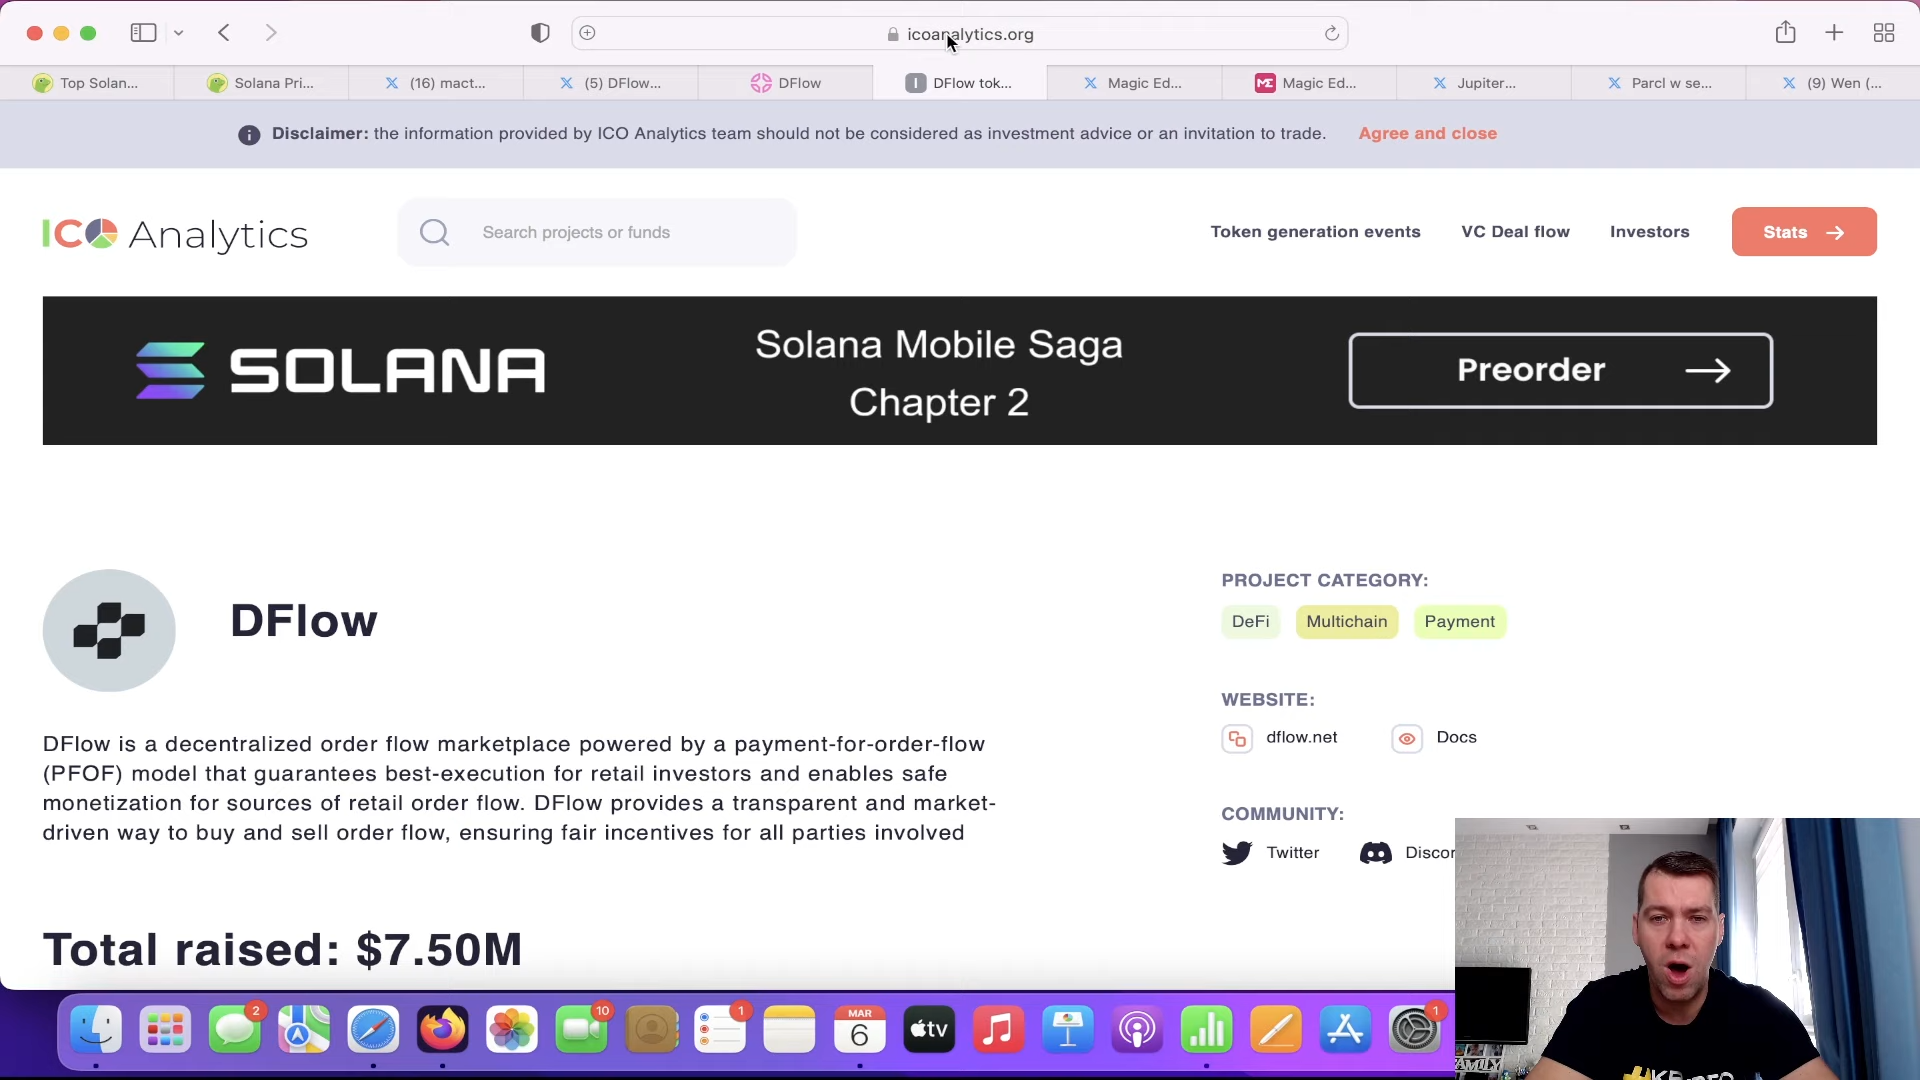 icoanalytics.org
Top Solan...
Solana Pri...
(16) mact...
(5) DFlow...
DFlow
I
DFlow tok...
Magic Ed...
ME
Magic Ed...
Jupiter...
Parcl w se...
(9) Wen (...
Disclaimer: the information provided by ICO Analytics team should not be considered as investment advice or an invitation to trade.
Agree and close
ICO Analytics
Search projects or funds
Token generation events
VC Deal flow
Investors
Stats
SOLANA
Solana Mobile Saga
Chapter 2
Preorder
DFlow
DFlow is a decentralized order flow marketplace powered by a payment-for-order-flow
(PFOF) model that guarantees best-execution for retail investors and enables safe
monetization for sources of retail order flow. DFlow provides a transparent and market-
driven way to buy and sell order flow, ensuring fair incentives for all parties involved
Total raised: $7.50M
PROJECT CATEGORY:
DeFi
Multichain
Payment
WEBSITE:
dflow.net
Docs
COMMUNITY:
Twitter
Discor
2
10
1
MAR
6
tv
1
FAMILY